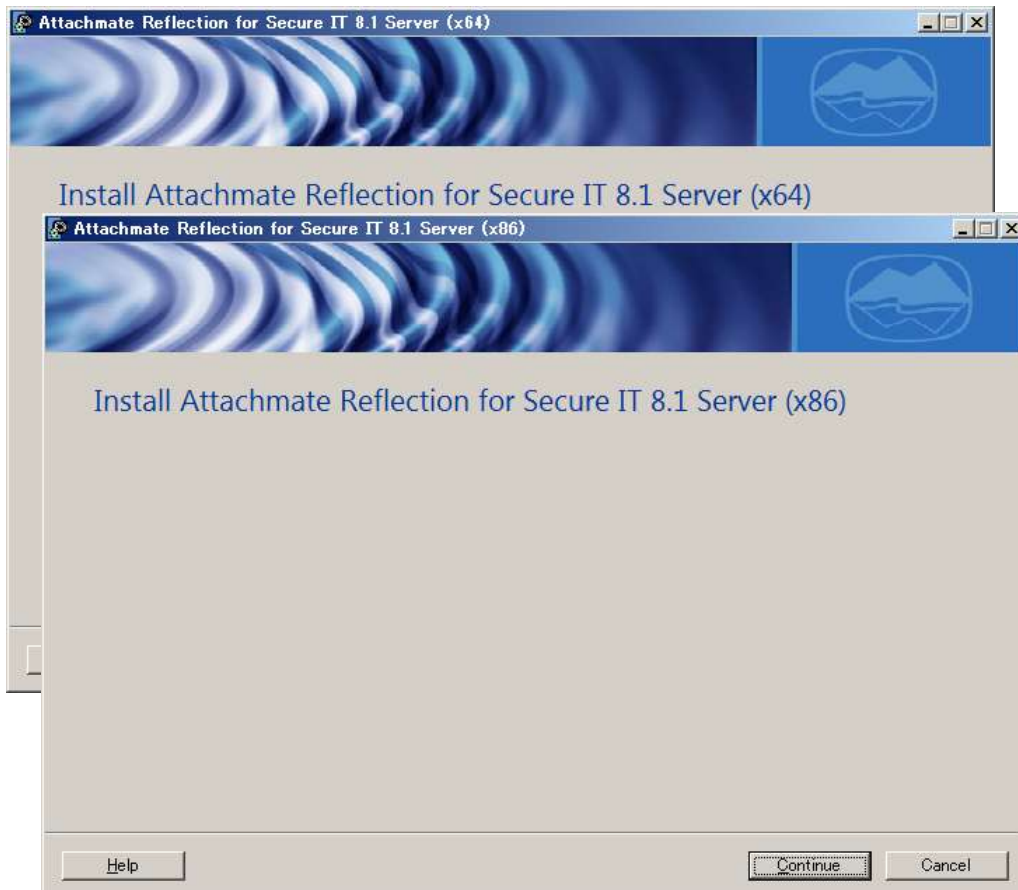 Attachmate Reflection for Secure IT 8.1 Server (x64)
Install Attachmate Reflection for Secure IT 8.1 Server (x64)
Attachmate Reflection for Secure IT 8.1 Server (x86)
Install Attachmate Reflection for Secure IT 8.1 Server (x86)
Help Continue Cancel